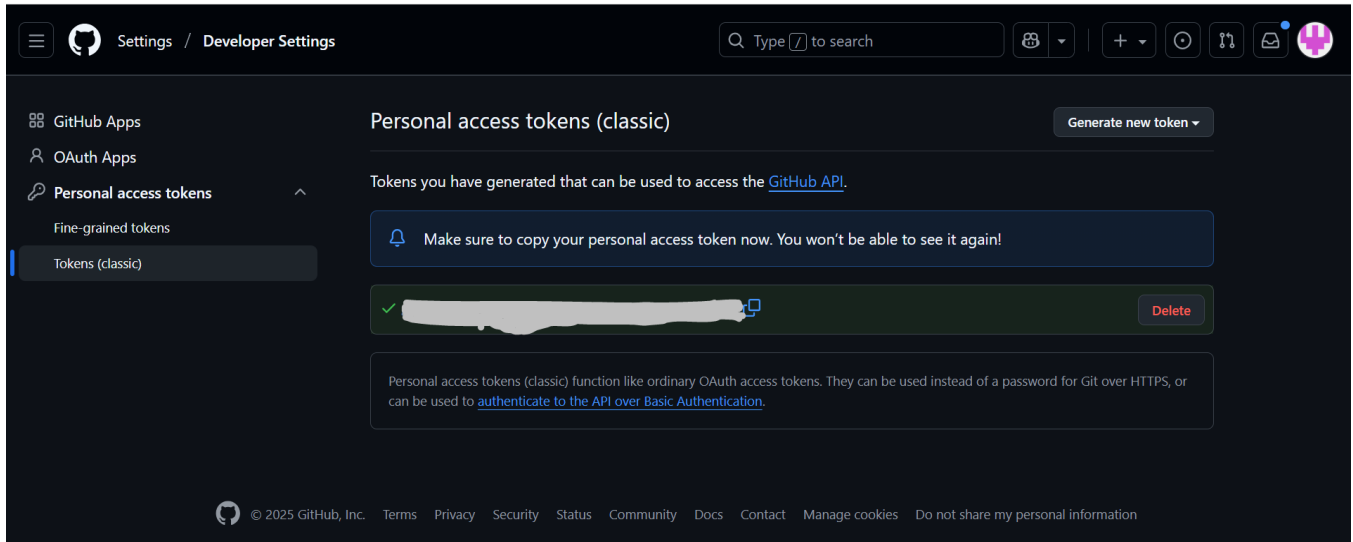 Settings / Developer Settings
Type / to search
GitHub Apps
OAuth Apps
Personal access tokens
Fine-grained tokens
Tokens (classic)
Personal access tokens (classic)
Generate new token
Tokens you have generated that can be used to access the GitHub API.
Make sure to copy your personal access token now. You won't be able to see it again!
Delete
Personal access tokens (classic) function like ordinary OAuth access tokens. They can be used instead of a password for Git over HTTPS, or
can be used to authenticate to the API over Basic Authentication.
© 2025 GitHub, Inc. Terms Privacy Security Status Community Docs Contact Manage cookies Do not share my personal information